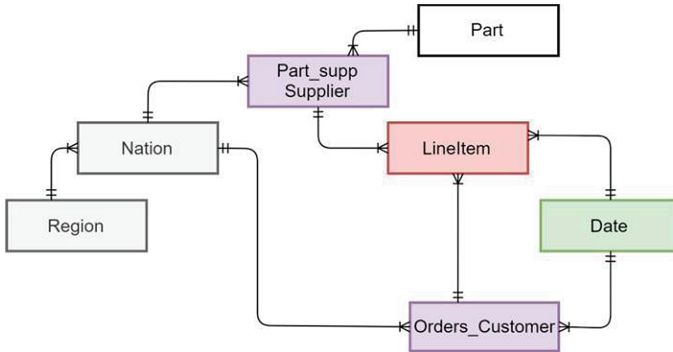 Part
Part_supp
Supplier
Nation
LineItem
Region
Date
Orders_Customer